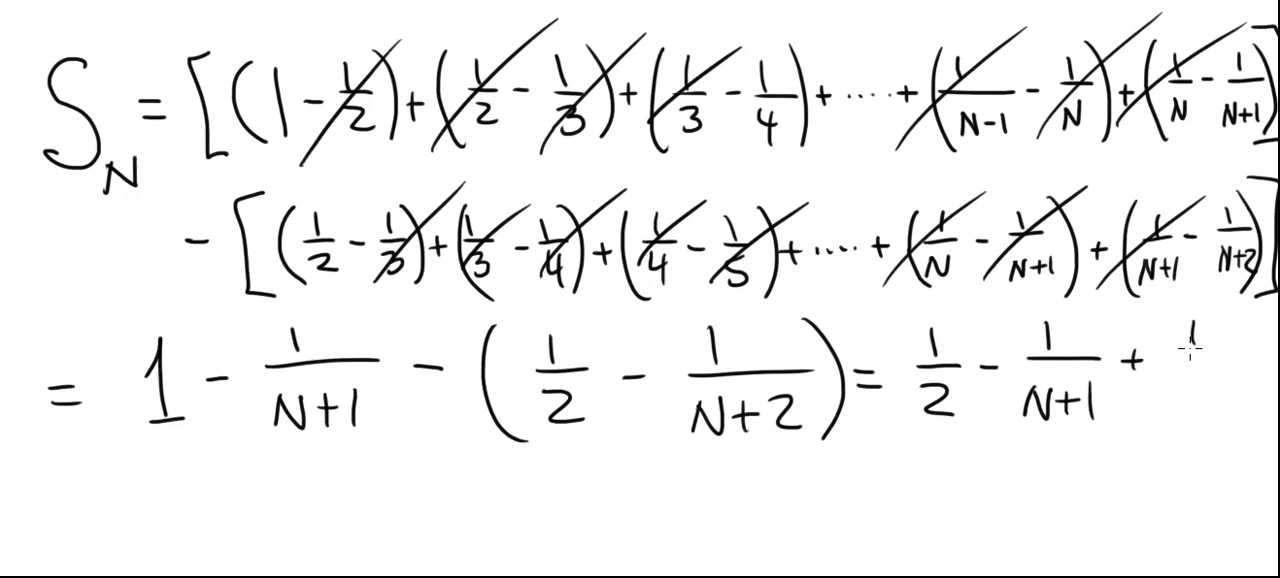 S_N = [(1 - 1/2) + (1/2 - 1/3) + (1/3 - 1/4) + ···· + (1/(N-1) - 1/N) + (1/N - 1/(N+1))]
- [(1/2 - 1/3) + (1/3 - 1/4) + (1/4 - 1/5) + ···· + (1/N - 1/(N+1)) + (1/(N+1) - 1/(N+2))]
= 1 - 1/(N+1) - (1/2 - 1/(N+2)) = 1/2 - 1/(N+1) + 1